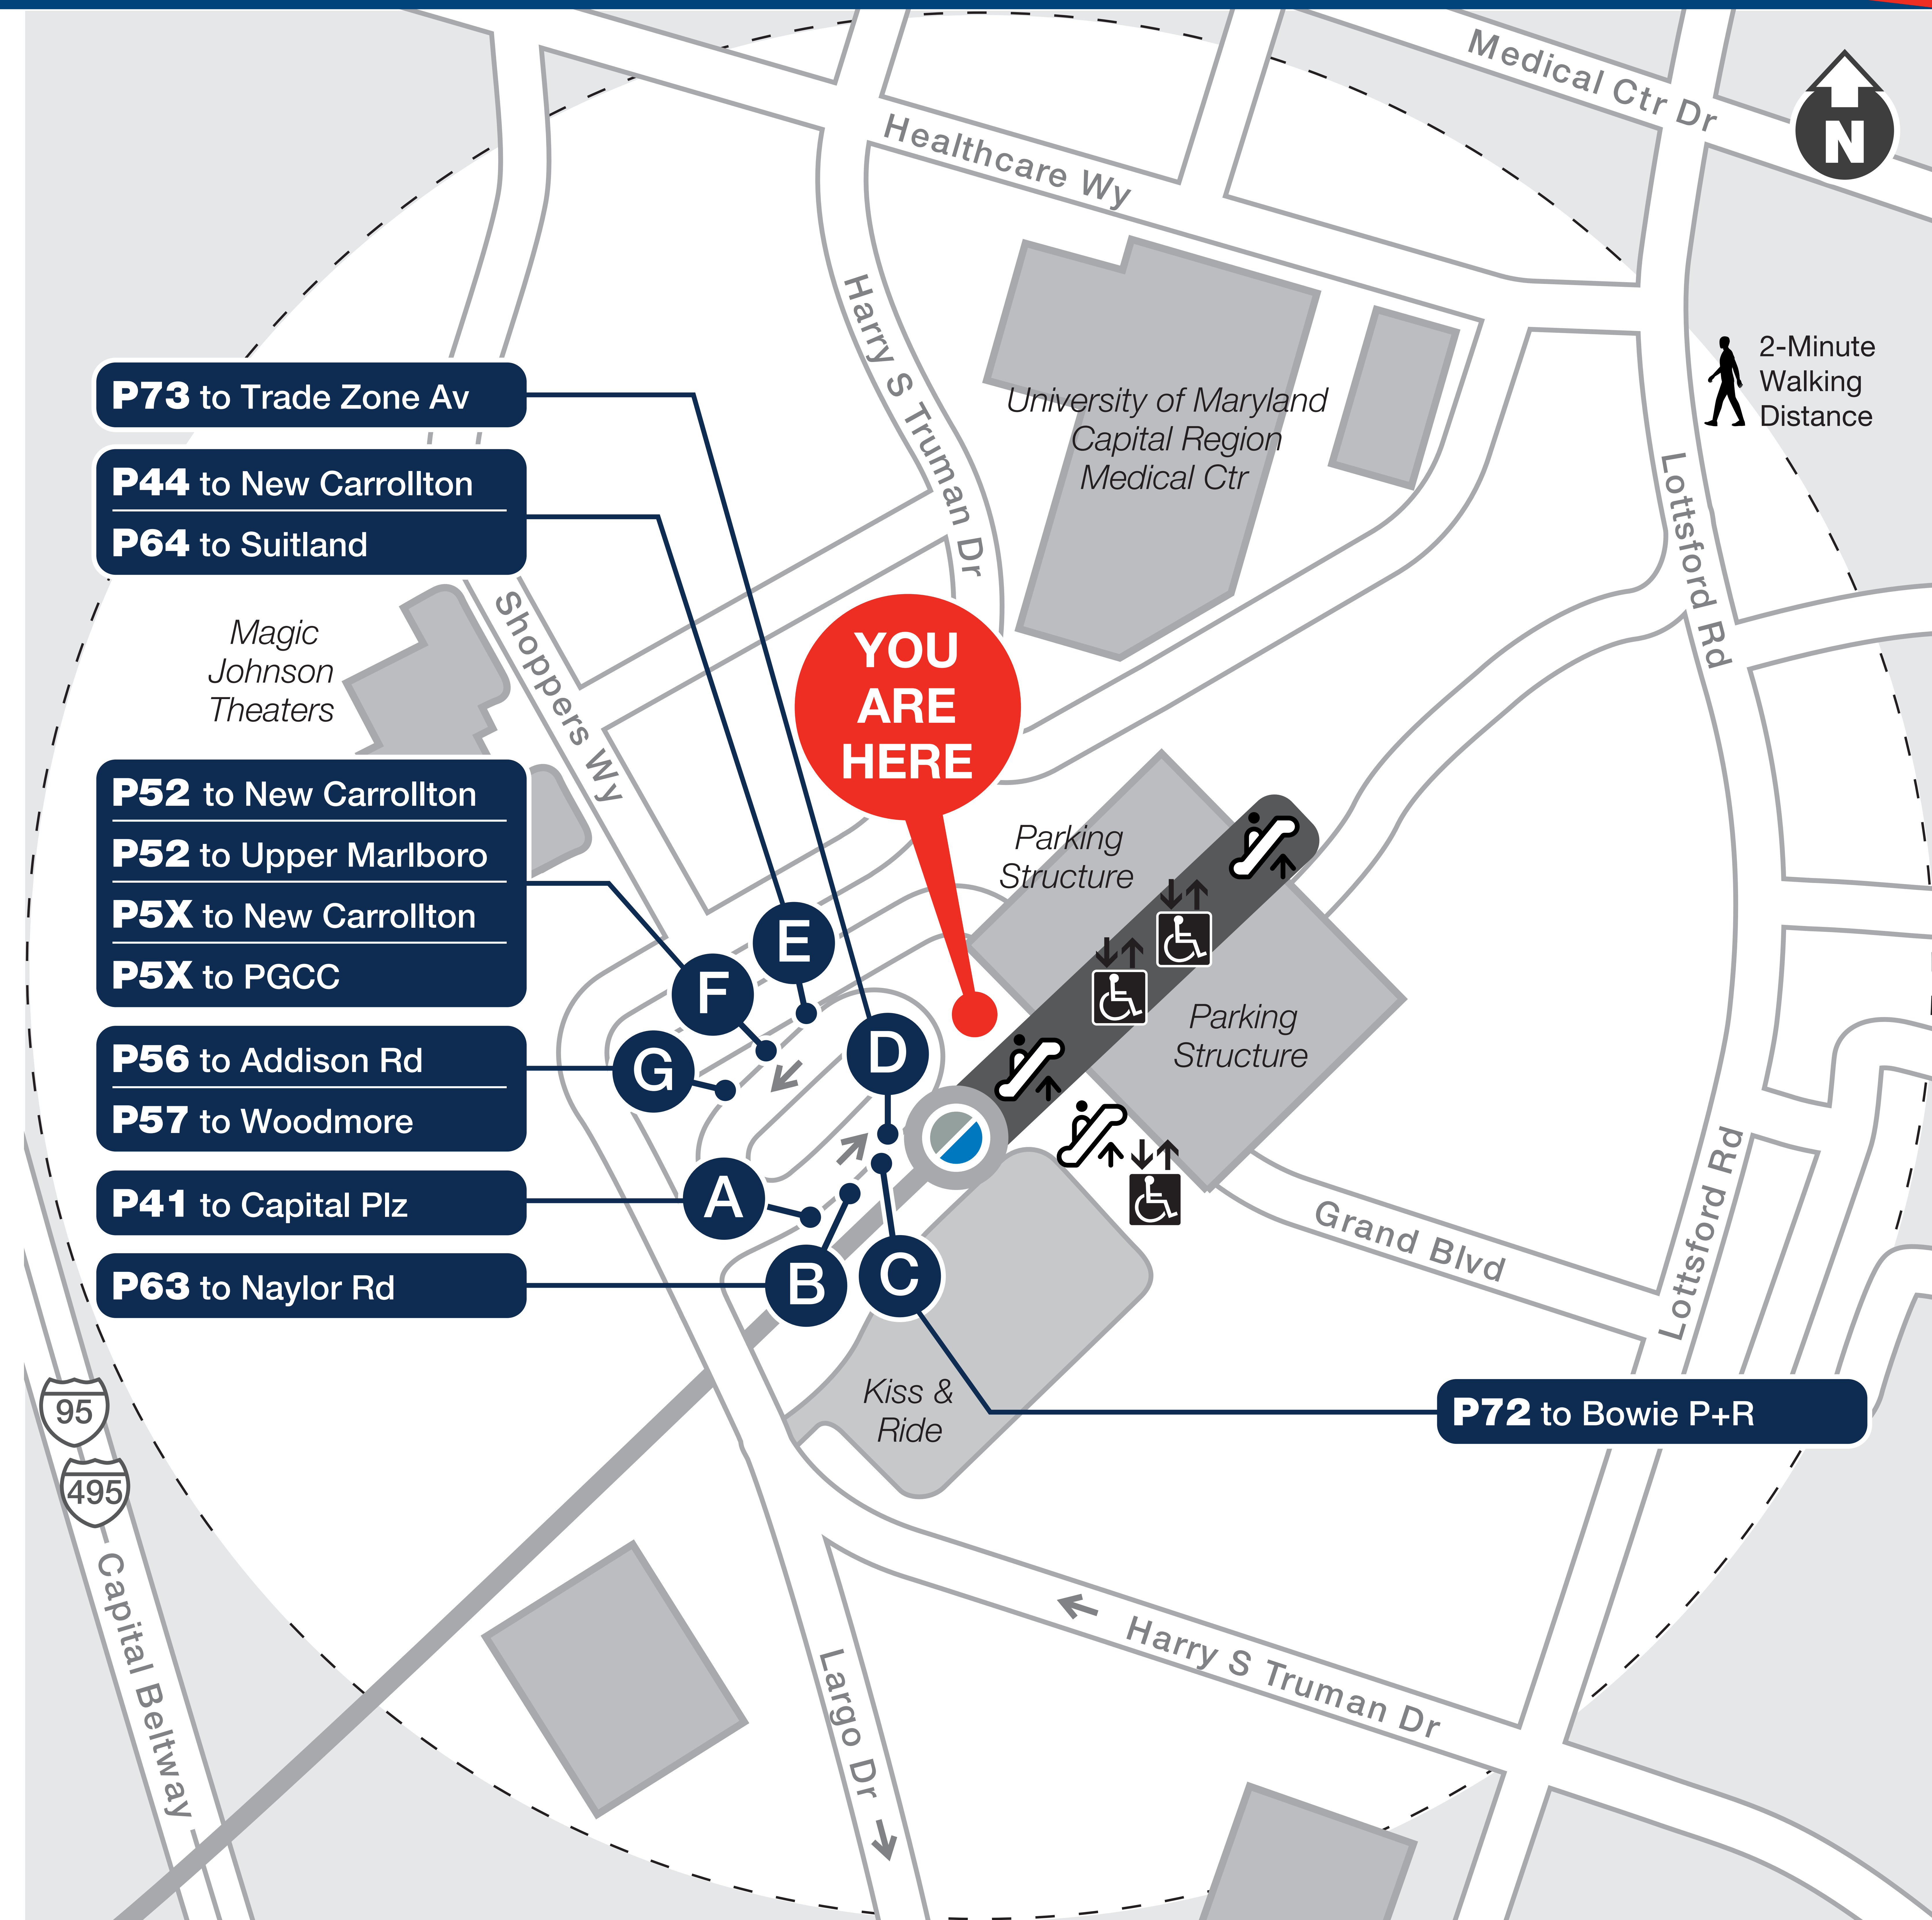 Medical Ctr Dr
N
Healthcare Wy
Harry S Truman Dr
2-Minute
Walking
Distance
P73 to Trade Zone Av
University of Maryland
Capital Region
Medical Ctr
P44 to New Carrollton
P64 to Suitland
Lottsford Rd
Magic
Johnson
Theaters
Shoppers Wy
YOU
ARE
HERE
P52 to New Carrollton
P52 to Upper Marlboro
P5X to New Carrollton
P5X to PGCC
Parking
Structure
E
F
D
G
Parking
Structure
P56 to Addison Rd
P57 to Woodmore
A
P41 to Capital Plz
B
C
P63 to Naylor Rd
Grand Blvd
Lottsford Rd
Kiss &
Ride
P72 to Bowie P+R
95
495
Capital Beltway
Largo Dr
Harry S Truman Dr